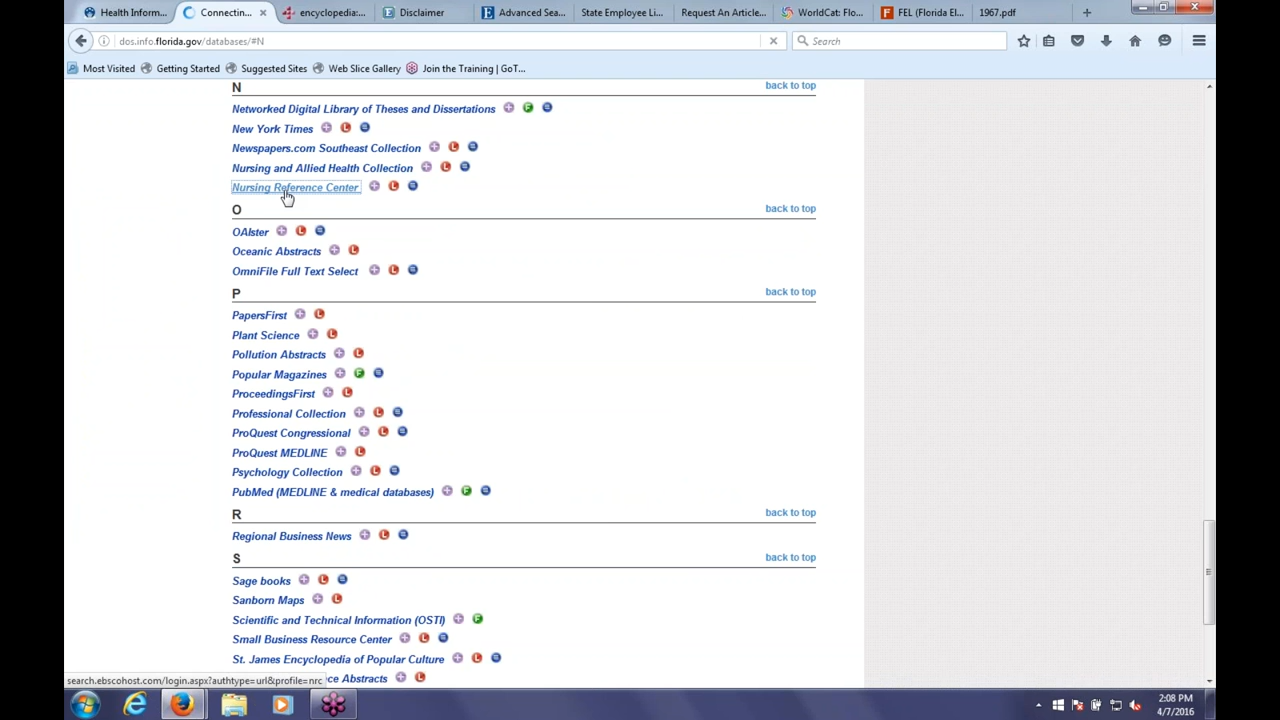 Health Inform...
Connectin...
encyclopedia:...
Disclaimer
Advanced Sea...
State Employee Li...
Request An Article...
WorldCat: Flo...
FEL (Florida El...
1967.pdf
dos.info.florida.gov/databases/#N
Search
Most Visited
Getting Started
Suggested Sites
Web Slice Gallery
Join the Training | GoT...
N back to top
Networked Digital Library of Theses and Dissertations + F
New York Times + L
Newspapers.com Southeast Collection + L
Nursing and Allied Health Collection + L
Nursing Reference Center + L
O back to top
OAIster + L
Oceanic Abstracts + L
OmniFile Full Text Select + L
P back to top
PapersFirst + L
Plant Science + L
Pollution Abstracts + L
Popular Magazines + F
ProceedingsFirst + L
Professional Collection + L
ProQuest Congressional + L
ProQuest MEDLINE + L
Psychology Collection + L
PubMed (MEDLINE & medical databases) + F
R back to top
Regional Business News + L
S back to top
Sage books + L
Sanborn Maps + L
Scientific and Technical Information (OSTI) + F
Small Business Resource Center + L
St. James Encyclopedia of Popular Culture + L
Abstracts + L
search.ebscohost.com/login.aspx?authtype=url&profile=nrc
2:08 PM
4/7/2016